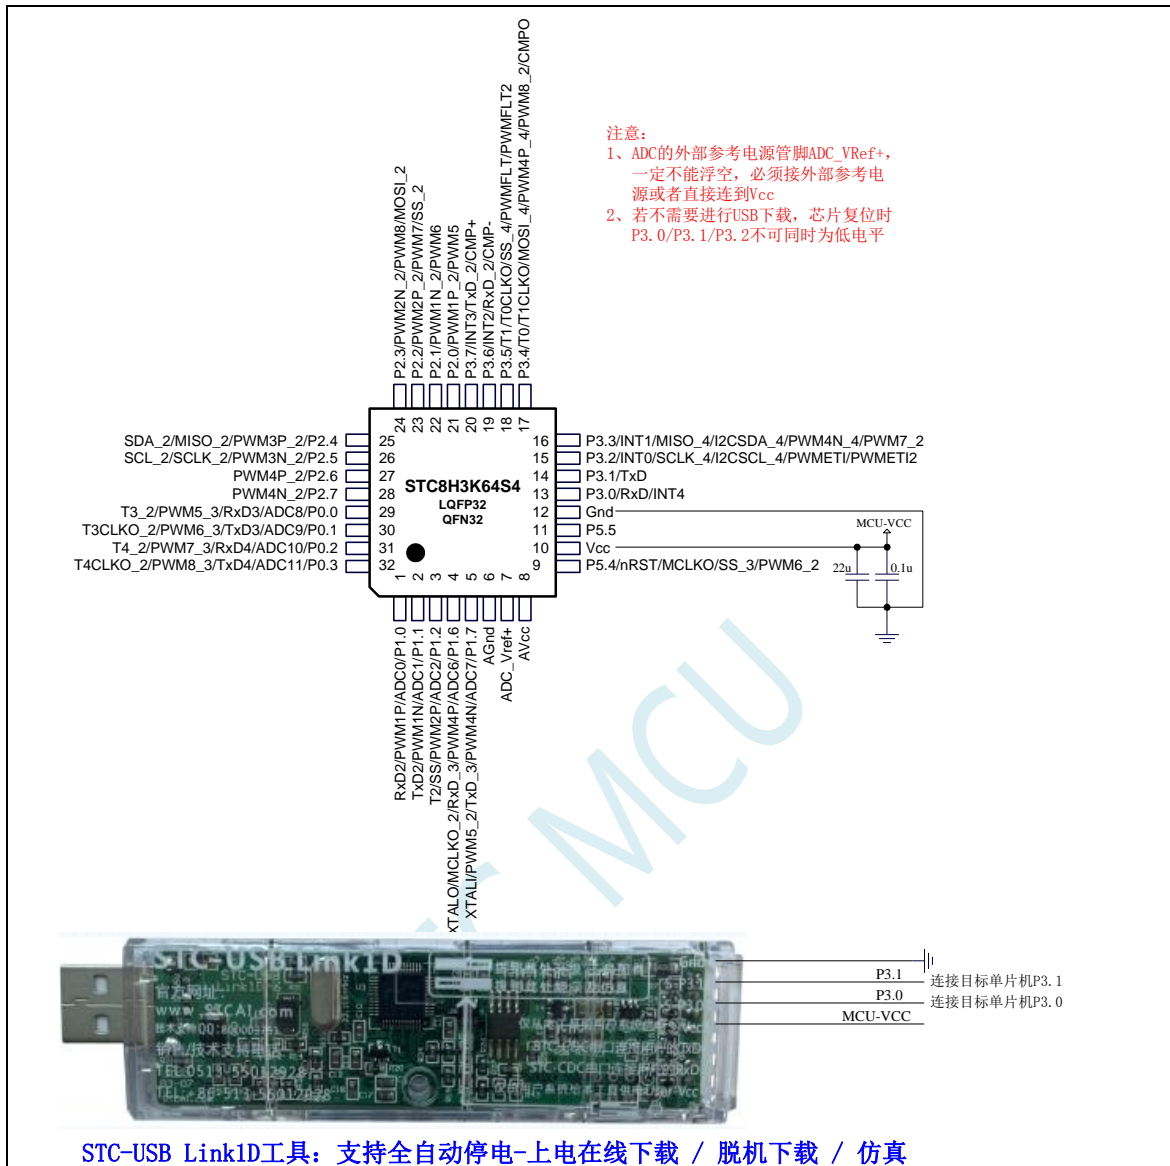 注意：
1、ADC的外部参考电源管脚ADC_VRef+，
一定不能浮空，必须接外部参考电
源或者直接连到Vcc
2、若不需要进行USB下载，芯片复位时
P3.0/P3.1/P3.2不可同时为低电平
P2.3/PWM2N_2/PWM8/MOSI_2
P2.2/PWM2P_2/PWM7/SS_2
P2.1/PWM1N_2/PWM6
P2.0/PWM1P_2/PWM5
P3.7/INT3/TxD_2/CMP+
P3.6/INT2/RxD_2/CMP-
P3.5/T1/T0CLKO/SS_4/PWMFLT/PWMFLT2
P3.4/T0/T1CLKO/MOSI_4/PWM4P_4/PWM8_2/CMPO
24 23 22 21 20 19 18 17
SDA_2/MISO_2/PWM3P_2/P2.4 25
SCL_2/SCLK_2/PWM3N_2/P2.5 26
PWM4P_2/P2.6 27
PWM4N_2/P2.7 28
T3_2/PWM5_3/RxD3/ADC8/P0.0 29
T3CLKO_2/PWM6_3/TxD3/ADC9/P0.1 30
T4_2/PWM7_3/RxD4/ADC10/P0.2 31
T4CLKO_2/PWM8_3/TxD4/ADC11/P0.3 32
STC8H3K64S4
LQFP32
QFN32
16 P3.3/INT1/MISO_4/I2CSDA_4/PWM4N_4/PWM7_2
15 P3.2/INT0/SCLK_4/I2CSCL_4/PWMETI/PWMETI2
14 P3.1/TxD
13 P3.0/RxD/INT4
12 Gnd
11 P5.5
10 Vcc
9 P5.4/nRST/MCLKO/SS_3/PWM6_2
MCU-VCC
22u
0.1u
1 2 3 4 5 6 7 8
RxD2/PWM1P/ADC0/P1.0
TxD2/PWM1N/ADC1/P1.1
T2/SS/PWM2P/ADC2/P1.2
XTALO/MCLKO_2/RxD_3/PWM4P/ADC6/P1.6
XTALI/PWM5_2/TxD_3/PWM4N/ADC7/P1.7
AGnd
ADC_Vref+
AVcc
MCU
STC-USB Link1D
官方网址:
TEL:0513-55012928
P3.1
连接目标单片机P3.1
P3.0
连接目标单片机P3.0
MCU-VCC
STC-USB Link1D工具：支持全自动停电-上电在线下载 / 脱机下载 / 仿真